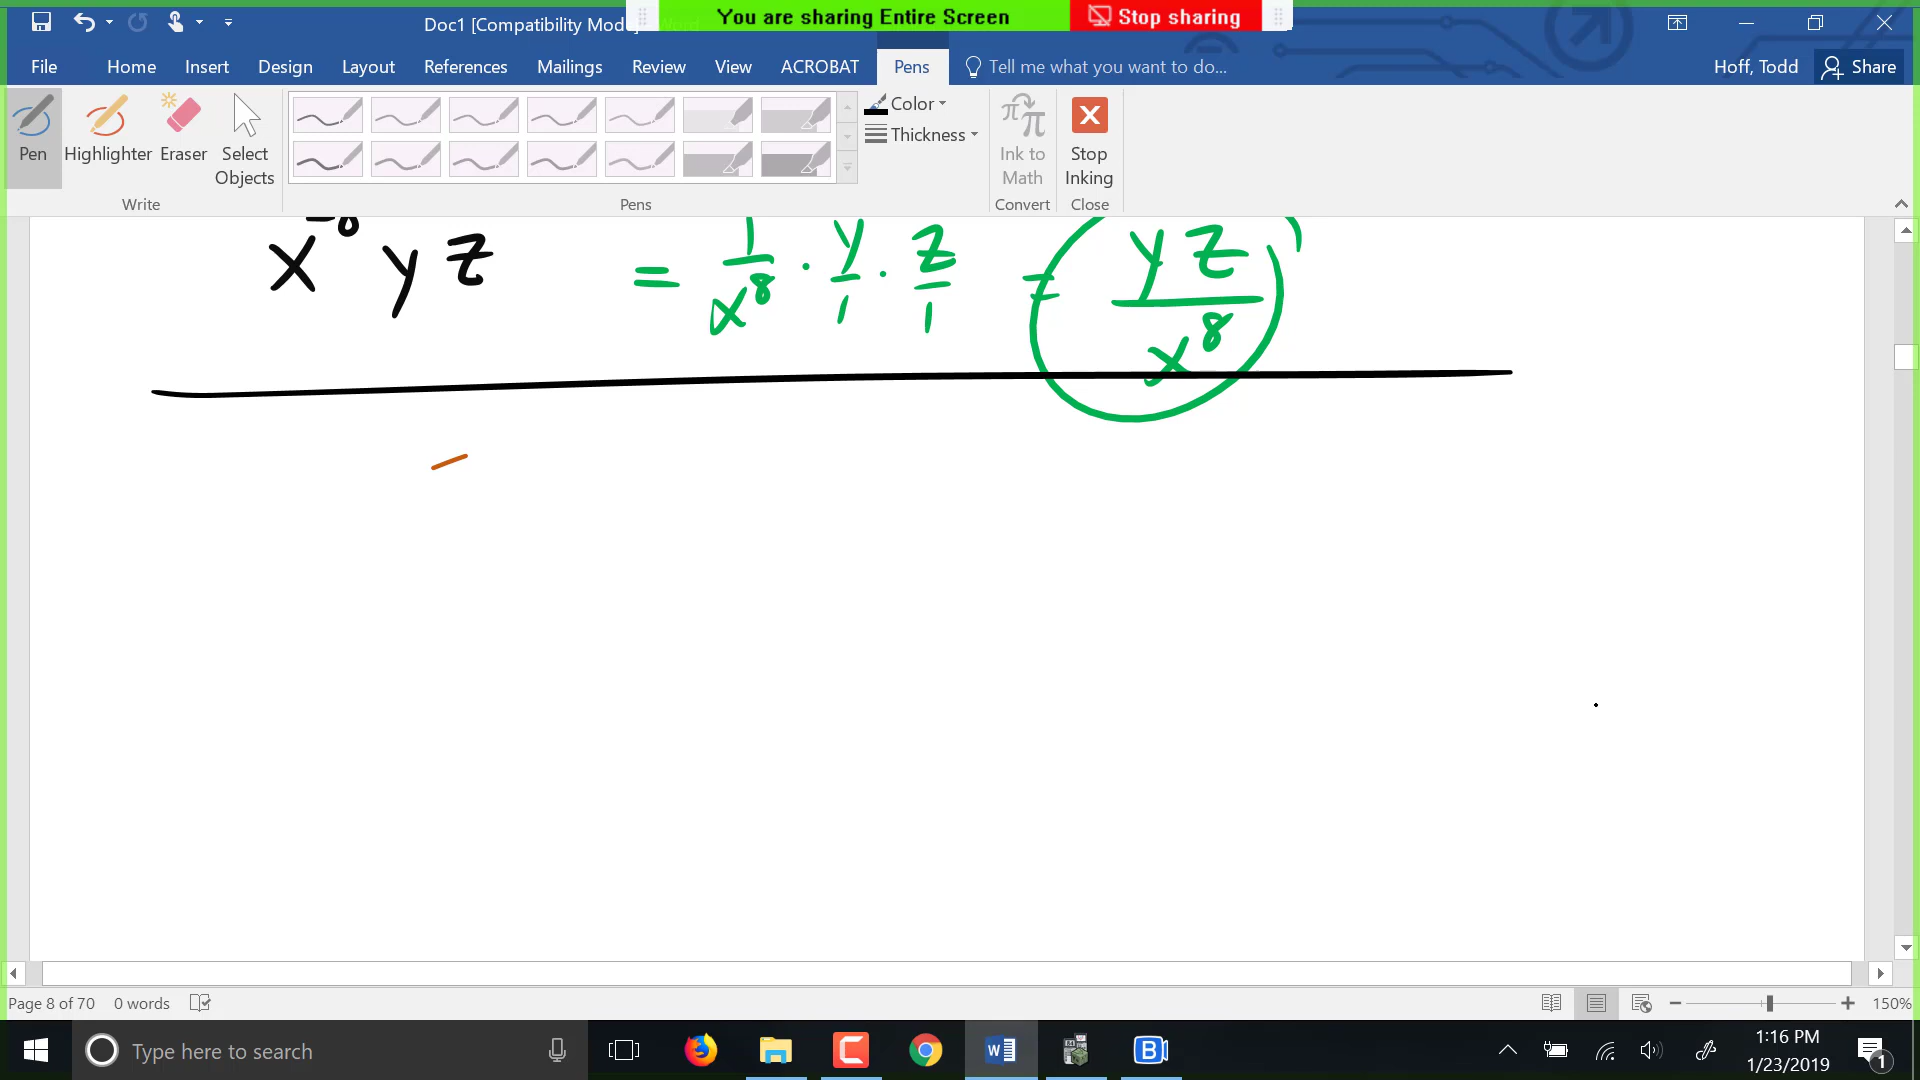 Doc1 [Compatibility Mod
You are sharing Entire Screen
Stop sharing
File Home Insert Design Layout References Mailings Review View ACROBAT Pens Tell me what you want to do... Hoff, Todd Share
Pen Highlighter Eraser Select Objects
Color
Thickness
Ink to Math
Stop Inking
Write Pens Convert Close
x⁻⁸ y z = 1/x⁸ · y/1 · z/1 = y z/x⁸
Page 8 of 70 0 words 150%
Type here to search
1:16 PM
1/23/2019
1